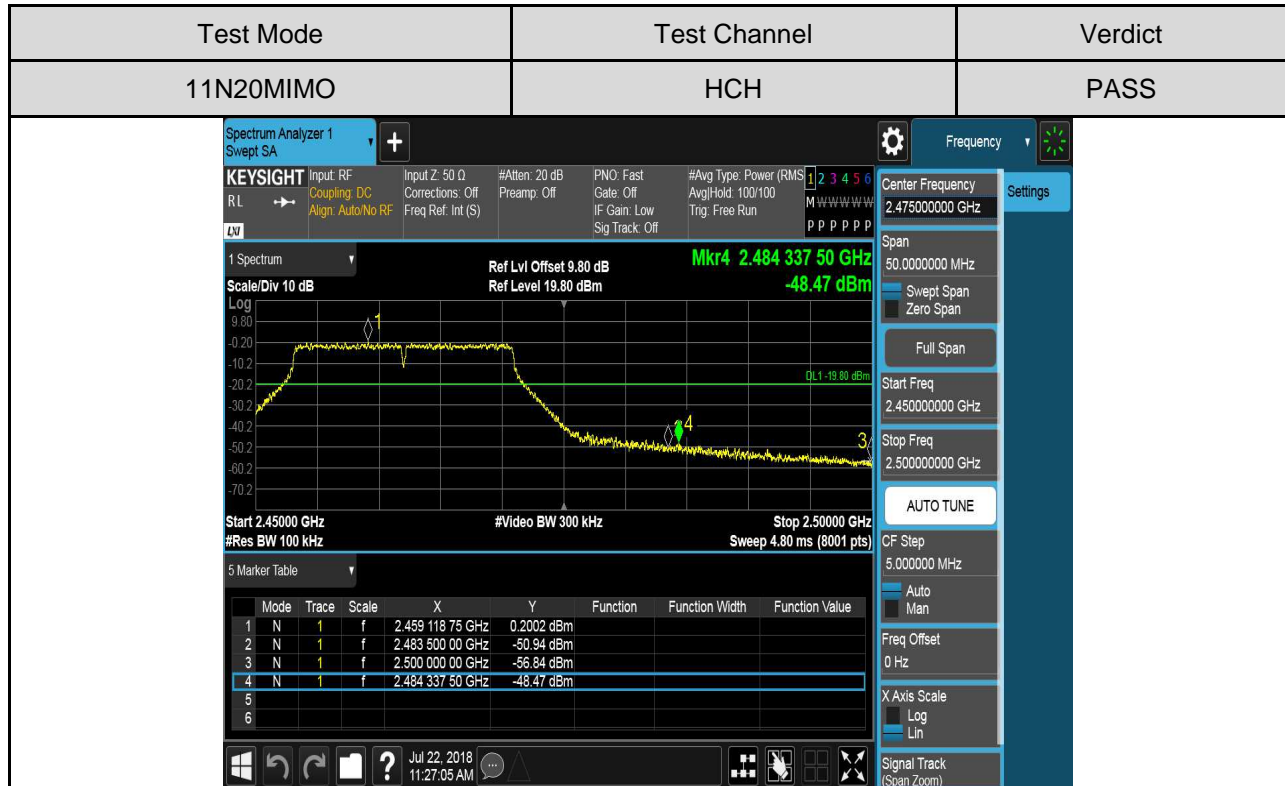 Test Mode Test Channel Verdict
11N20MIMO HCH PASS
Spectrum Analyzer 1
Swept SA
+
Frequency
KEYSIGHT Input: RF Input Z: 50 Ω #Atten: 20 dB PNO: Fast #Avg Type: Power (RMS 1 2 3 4 5 6
RL Coupling: DC Corrections: Off Preamp: Off Gate: Off Avg|Hold: 100/100 M W W W W W
Align: Auto/No RF Freq Ref: Int (S) IF Gain: Low Trig: Free Run
LXI Sig Track: Off P P P P P P
Center Frequency
2.475000000 GHz
Settings
1 Spectrum Ref Lvl Offset 9.80 dB Mkr4 2.484 337 50 GHz
Scale/Div 10 dB Ref Level 19.80 dBm -48.47 dBm
Log
9.80
-0.20
-10.2
-20.2
-30.2
-40.2
-50.2
-60.2
-70.2
1
DL1 -19.80 dBm
4
3
Start 2.45000 GHz #Video BW 300 kHz Stop 2.50000 GHz
#Res BW 100 kHz Sweep 4.80 ms (8001 pts)
Span
50.0000000 MHz
Swept Span
Zero Span
Full Span
Start Freq
2.450000000 GHz
Stop Freq
2.500000000 GHz
AUTO TUNE
CF Step
5.000000 MHz
Auto
Man
Freq Offset
0 Hz
X Axis Scale
Log
Lin
Signal Track
(Span Zoom)
5 Marker Table
Mode Trace Scale X Y Function Function Width Function Value
1 N 1 f 2.459 118 75 GHz 0.2002 dBm
2 N 1 f 2.483 500 00 GHz -50.94 dBm
3 N 1 f 2.500 000 00 GHz -56.84 dBm
4 N 1 f 2.484 337 50 GHz -48.47 dBm
5
6
? Jul 22, 2018
11:27:05 AM